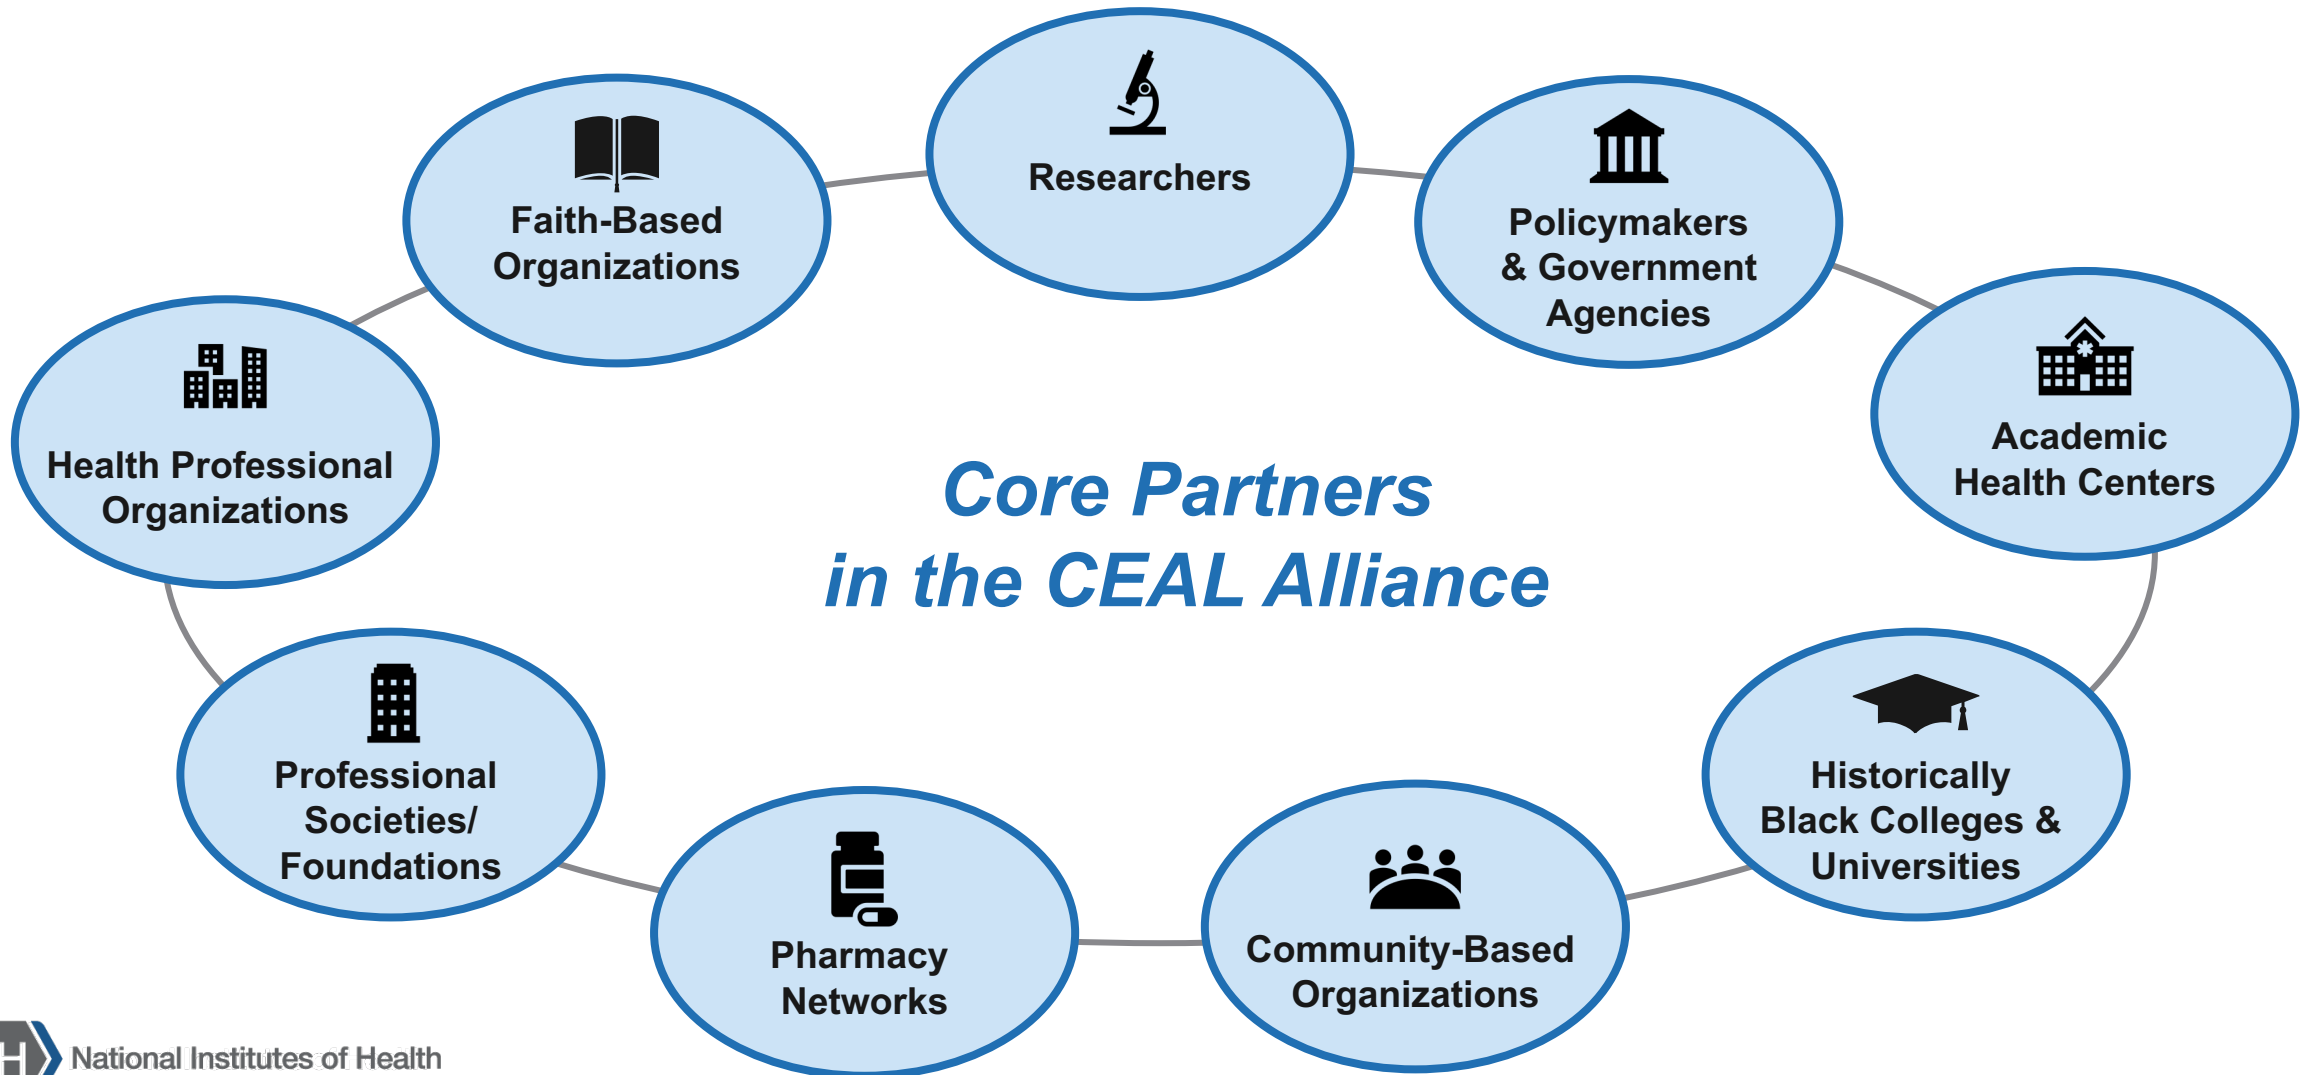 Researchers
Faith-Based
Organizations
Policymakers
& Government
Agencies
Health Professional
Organizations
Academic
Health Centers
Core Partners
in the CEAL Alliance
Professional
Societies/
Foundations
Historically
Black Colleges &
Universities
Pharmacy
Networks
Community-Based
Organizations
H
National Institutes of Health